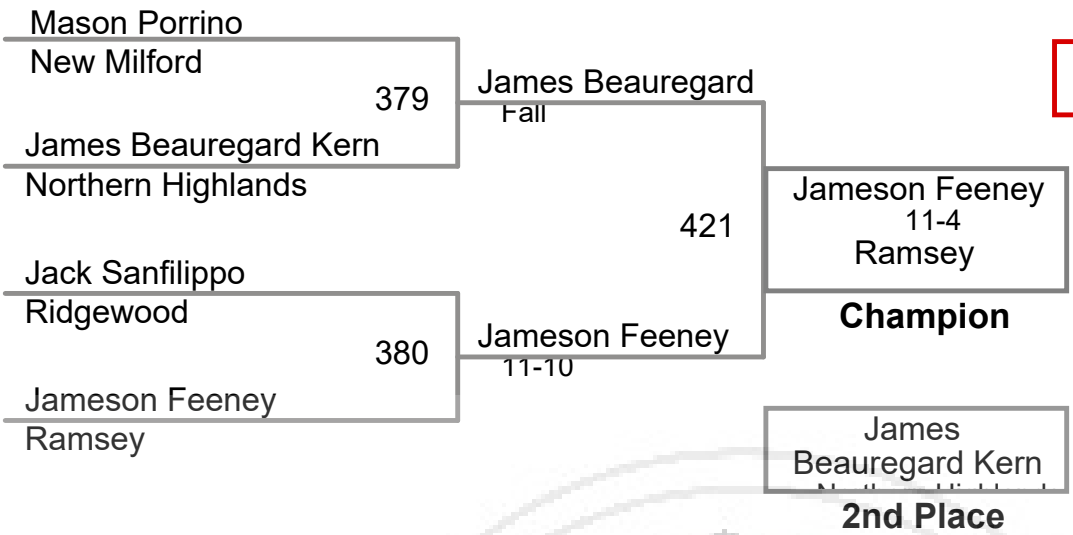 Mason Porrino
New Milford
379
James Beauregard Kern
Northern Highlands
James Beauregard
Fall
421
Jack Sanfilippo
Ridgewood
380
Jameson Feeney
Ramsey
Jameson Feeney
11-10
Jameson Feeney
11-4
Ramsey
Champion
James
Beauregard Kern
2nd Place